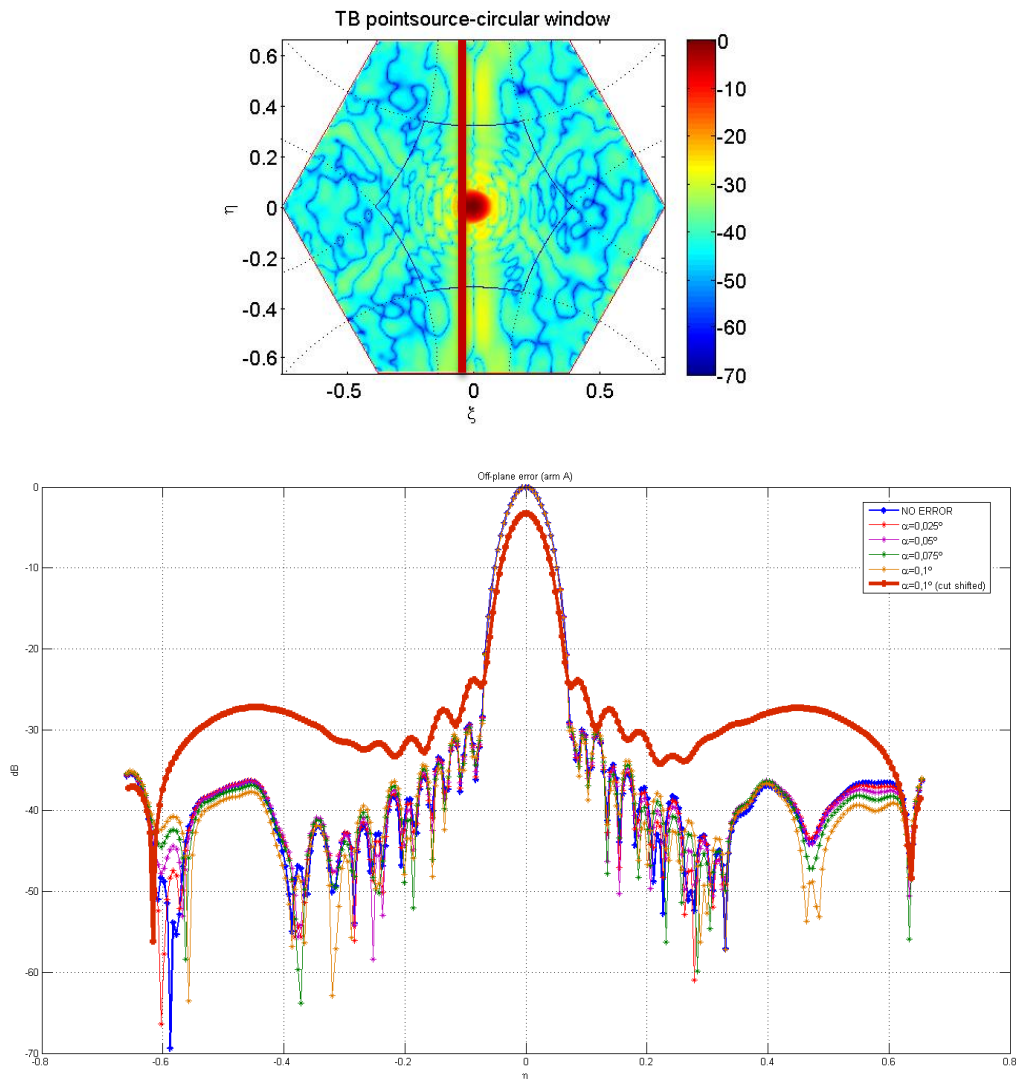 TB pointsource-circular window
0.6
0.4
0.2
0
-0.2
-0.4
-0.6
η
-0.5 0 0.5
ξ
0
-10
-20
-30
-40
-50
-60
-70
Off-plane error (arm A)
0
-10
-20
-30
-40
-50
-60
-70
dB
-0.8 -0.6 -0.4 -0.2 0 0.2 0.4 0.6 0.8
η
NO ERROR
α=0,025º
α=0,05º
α=0,075º
α=0,1º
α=0,1º (cut shifted)